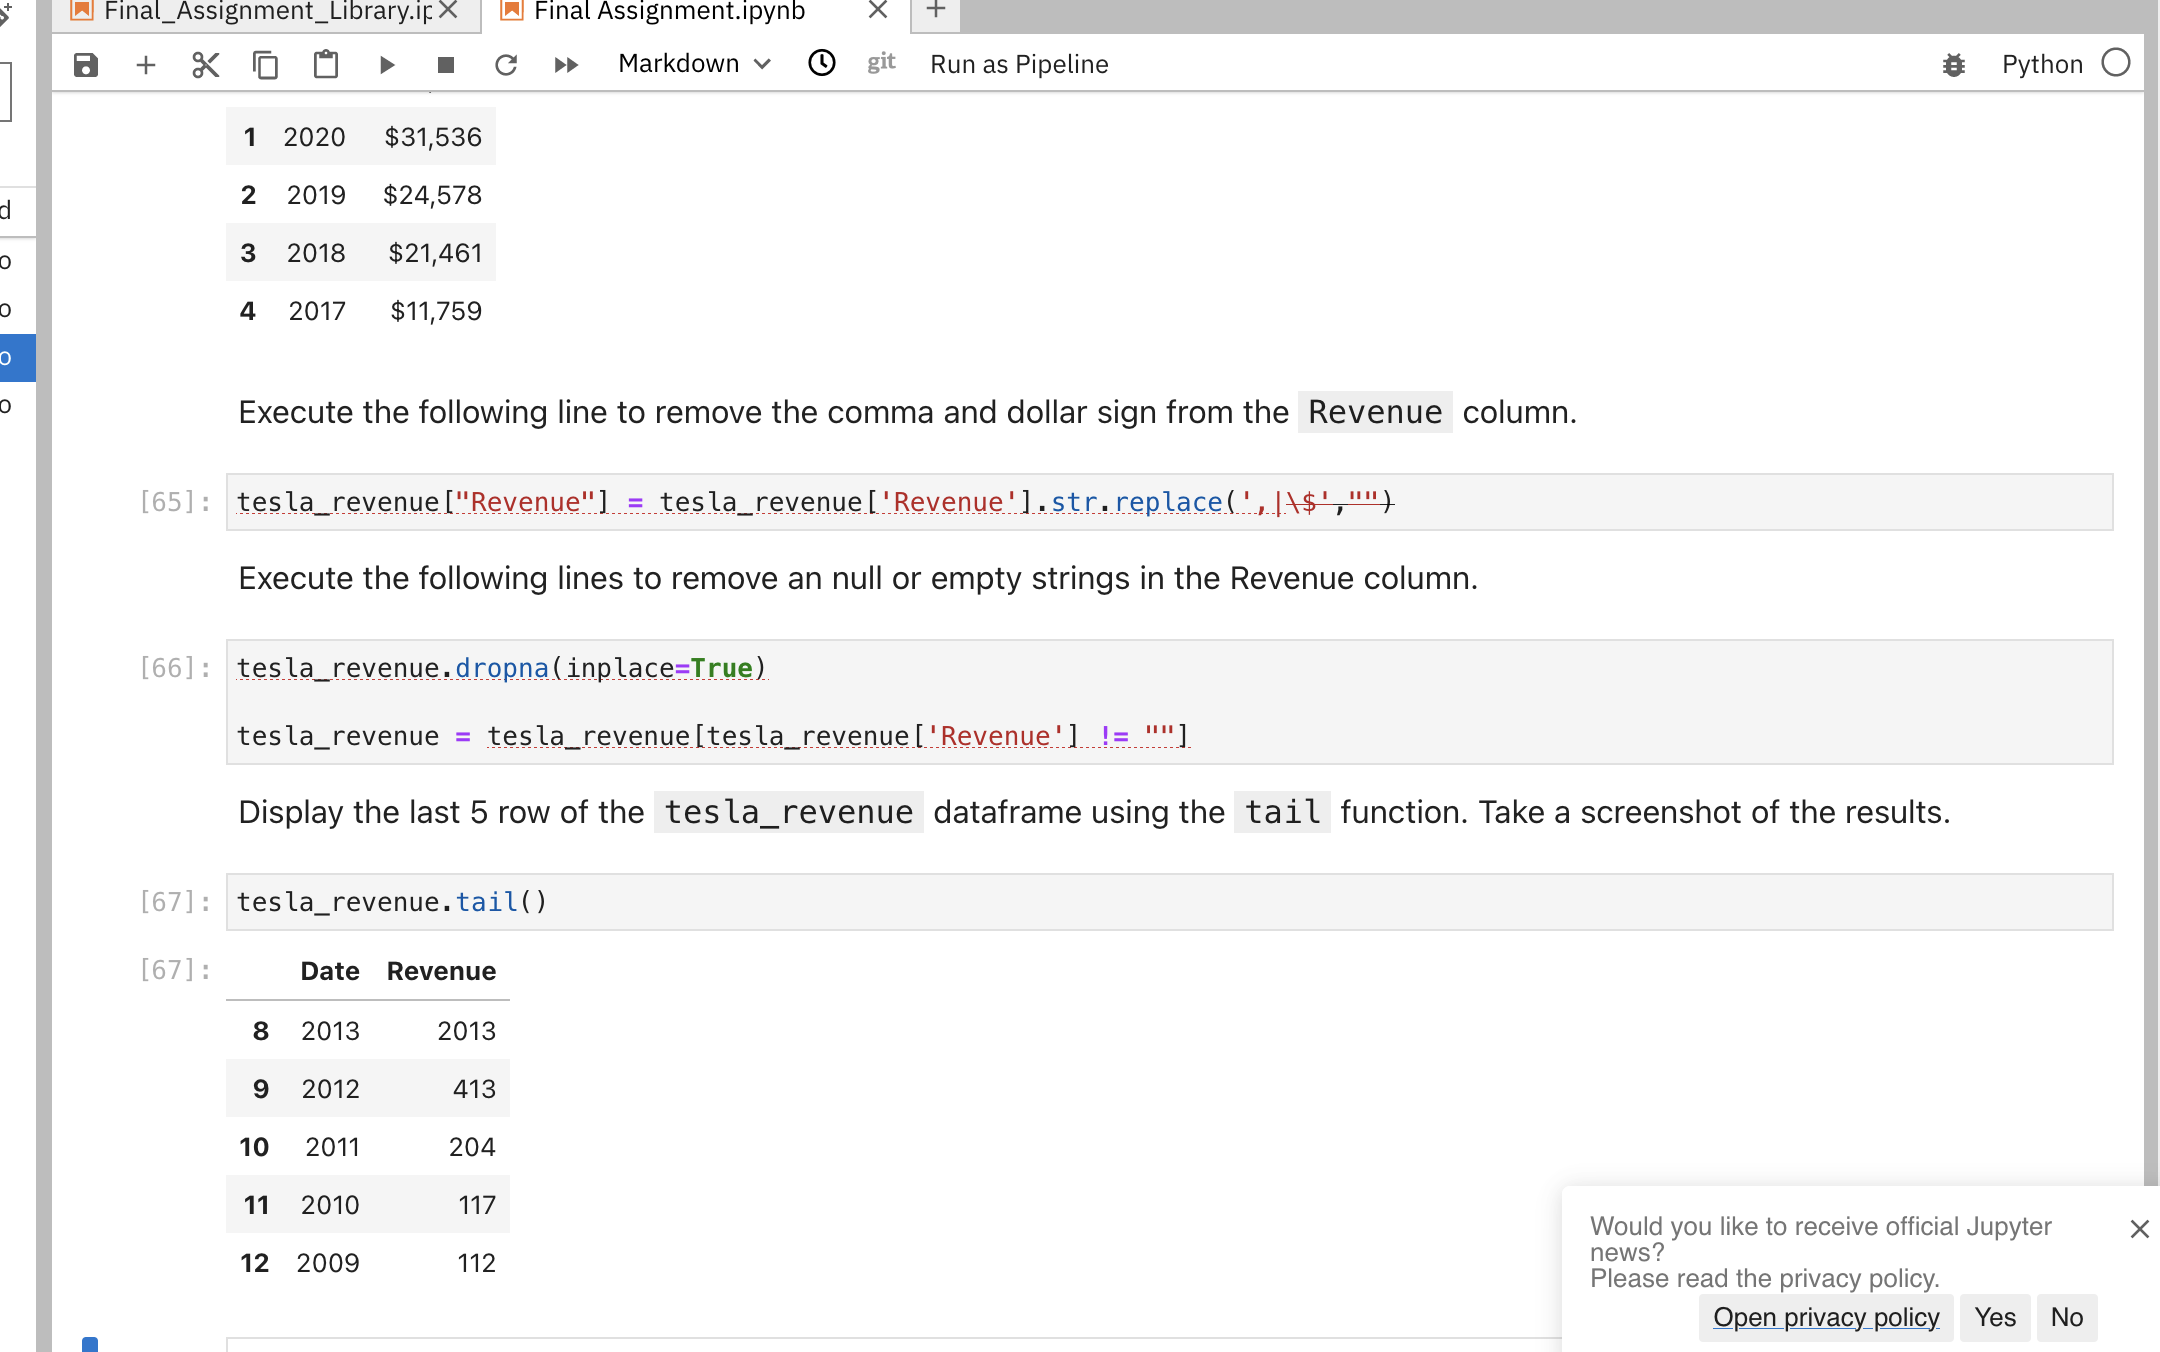 Final_Assignment_Library.ip
Final Assignment.ipynb
Markdown
git
Run as Pipeline
Python
d
o
o
o
o
1 2020 $31,536
2 2019 $24,578
3 2018 $21,461
4 2017 $11,759
Execute the following line to remove the comma and dollar sign from the Revenue column.
[65]: tesla_revenue["Revenue"] = tesla_revenue['Revenue'].str.replace(',|\$',"")
Execute the following lines to remove an null or empty strings in the Revenue column.
[66]: tesla_revenue.dropna(inplace=True)
tesla_revenue = tesla_revenue[tesla_revenue['Revenue'] != ""]
Display the last 5 row of the tesla_revenue dataframe using the tail function. Take a screenshot of the results.
[67]: tesla_revenue.tail()
[67]: Date Revenue
8 2013 2013
9 2012 413
10 2011 204
11 2010 117
12 2009 112
Would you like to receive official Jupyter
news?
Please read the privacy policy.
Open privacy policy Yes No